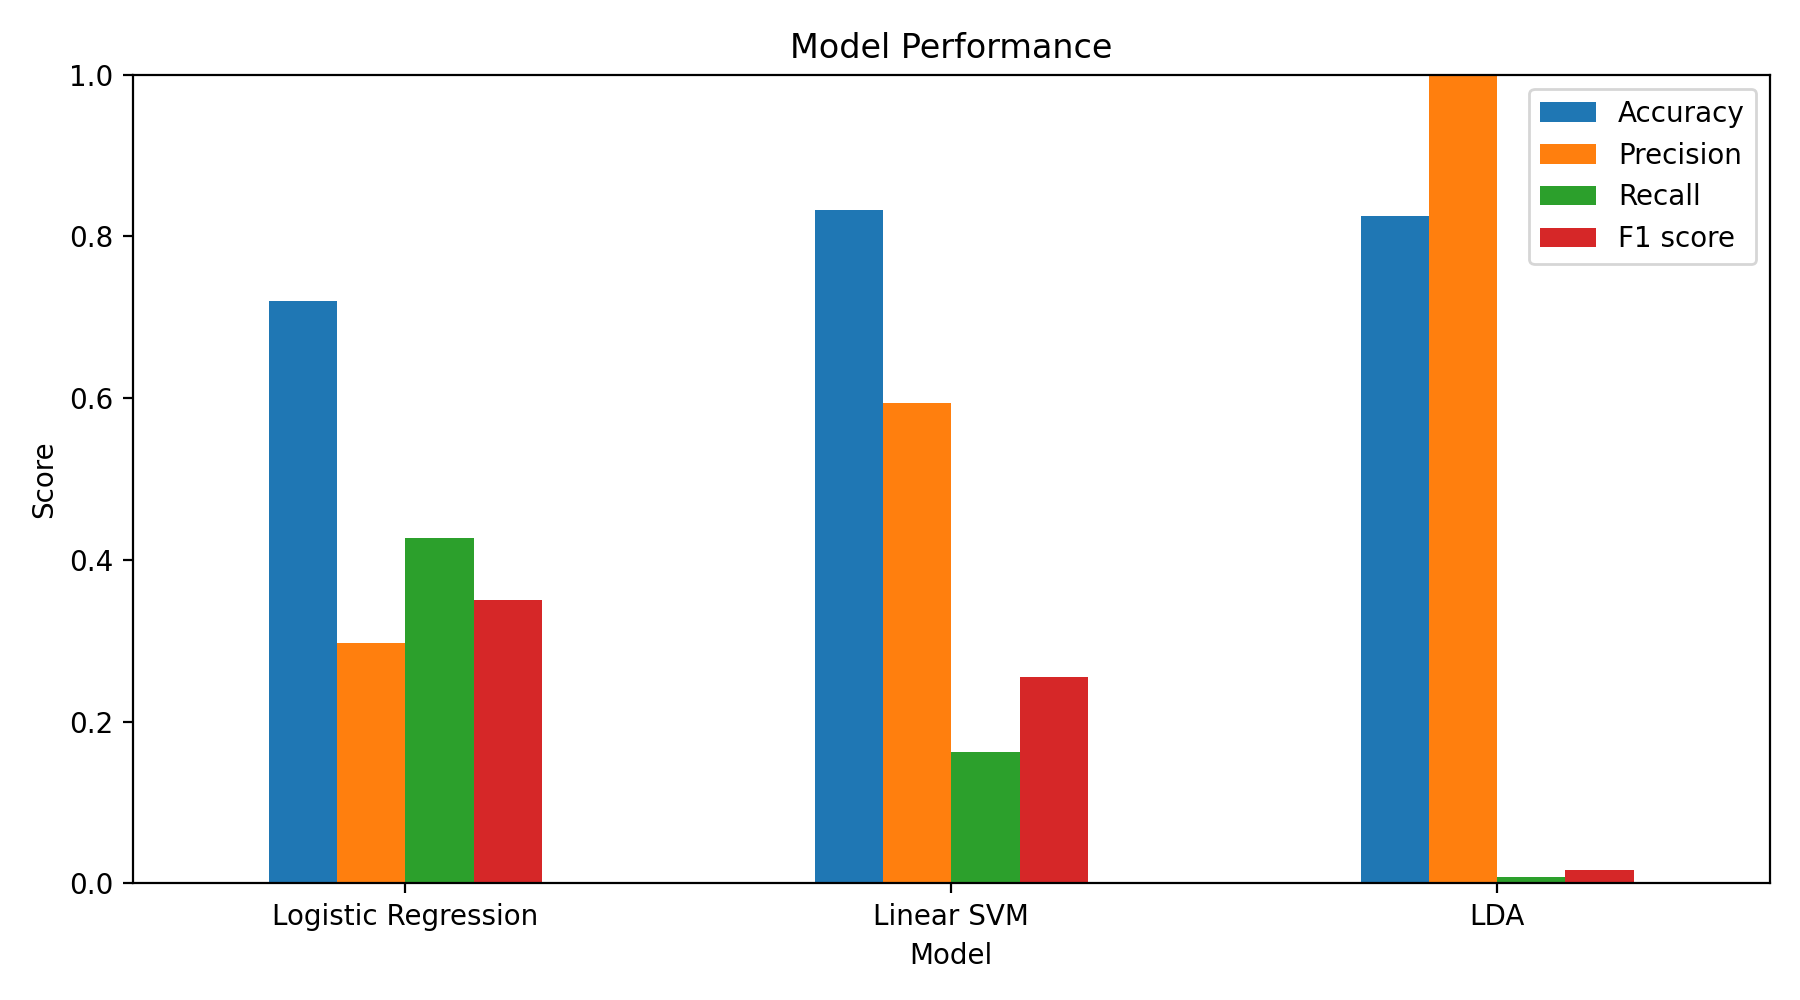 Model Performance
1.0
0.8
0.6
0.4
0.2
0.0
Score
Accuracy
Precision
Recall
F1 score
Logistic Regression
Linear SVM
LDA
Model